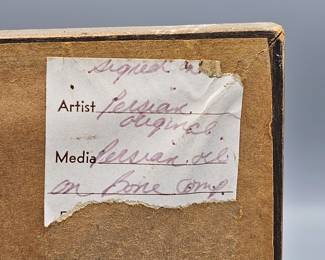 signed
Artist Persian
original
Media Persian oil
on Bone comp.